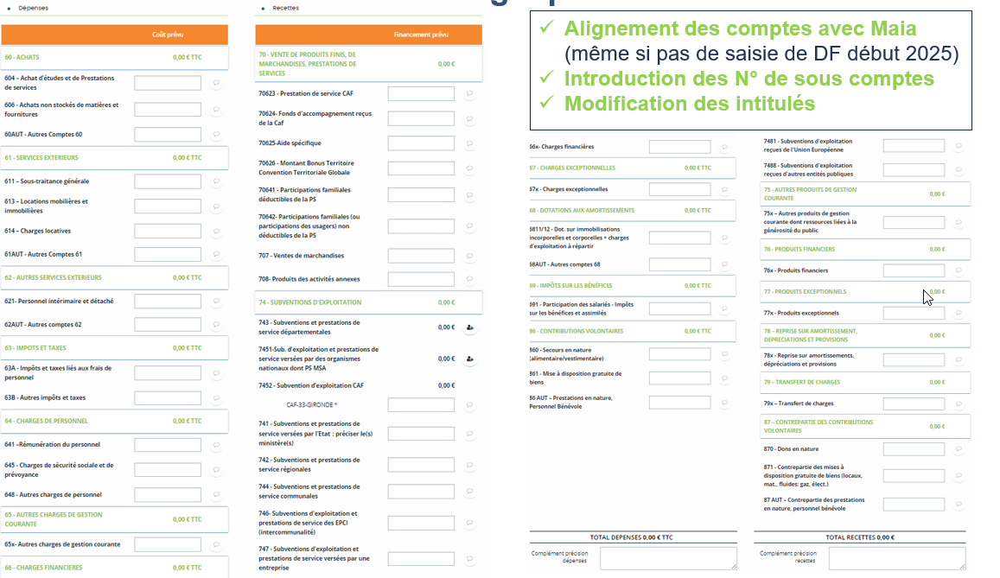 Dépenses
Coût prévu
60 - ACHATS 0,00 € TTC
604 – Achat d'études et de Prestations
de services
606 - Achats non stockés de matières et
fournitures
60AUT - Autres Comptes 60
61 - SERVICES EXTERIEURS 0,00 € TTC
611 – Sous-traitance générale
613 – Locations mobilières et
immobilières
614 – Charges locatives
61AUT - Autres Comptes 61
62 - AUTRES SERVICES EXTERIEURS 0,00 € TTC
621- Personnel intérimaire et détaché
62AUT - Autres comptes 62
63 - IMPOTS ET TAXES 0,00 € TTC
63A - Impôts et taxes liés aux frais de
personnel
63B - Autres impôts et taxes
64 - CHARGES DE PERSONNEL 0,00 € TTC
641 –Rémunération du personnel
645 - Charges de sécurité sociale et de
prévoyance
648 - Autres charges de personnel
65 - AUTRES CHARGES DE GESTION
COURANTE 0,00 € TTC
65x- Autres charges de gestion courante
66 - CHARGES FINANCIERES 0,00 € TTC
Recettes
Financement prévu
70 - VENTE DE PRODUITS FINIS, DE
MARCHANDISES, PRESTATIONS DE
SERVICES 0,00 €
70623 - Prestation de service CAF
70624- Fonds d'accompagnement reçus
de la Caf
70625-Aide spécifique
70626 - Montant Bonus Territoire
Convention Territoriale Globale
70641 - Participations familiales
déductibles de la PS
70642- Participations familiales (ou
participations des usagers) non
déductibles de la PS
707 - Ventes de marchandises
708- Produits des activités annexes
74 - SUBVENTIONS D'EXPLOITATION 0,00 €
743 - Subventions et prestations de
service départementales 0,00 €
7451-Sub. d'exploitation et prestations de
service versées par des organismes
nationaux dont PS MSA 0,00 €
7452 - Subvention d'exploitation CAF 0,00 €
CAF-33-GIRONDE *
741 - Subventions et prestations de
service versées par l'Etat : préciser le(s)
ministère(s)
742 - Subventions et prestations de
service régionales
744 - Subventions et prestations de
service communales
746- Subventions d'exploitation et
prestations de service des EPCI
(intercommunalité)
747 - Subventions d'exploitation et
prestations de service versées par une
entreprise
Alignement des comptes avec Maia
(même si pas de saisie de DF début 2025)
Introduction des N° de sous comptes
Modification des intitulés
66x- Charges financières
67 - CHARGES EXCEPTIONNELLES 0,00 € TTC
67x - Charges exceptionnelles
68 - DOTATIONS AUX AMORTISSEMENTS 0,00 € TTC
6811/12 - Dot. sur immobilisations
incorporelles et corporelles + charges
d'exploitation à répartir
68AUT - Autres comptes 68
69 - IMPÔTS SUR LES BÉNÉFICES 0,00 € TTC
691 - Participation des salariés - Impôts
sur les bénéfices et assimilés
86 - CONTRIBUTIONS VOLONTAIRES 0,00 € TTC
860 - Secours en nature
(alimentaire/vestimentaire)
861 - Mise à disposition gratuite de
biens
86 AUT – Prestations en nature,
Personnel Bénévole
TOTAL DEPENSES 0,00 € TTC
Complément précision
dépenses
7481 - Subventions d'exploitation
reçues de l'Union Européenne
7488 - Subventions d'exploitation
reçues d'autres entités publiques
75 - AUTRES PRODUITS DE GESTION
COURANTE 0,00 €
75x – Autres produits de gestion
courante dont ressources liées à la
générosité du public
76 - PRODUITS FINANCIERS 0,00 €
76x - Produits financiers
77 - PRODUITS EXCEPTIONNELS 0,00 €
77x - Produits exceptionnels
78 - REPRISE SUR AMORTISSEMENT,
DEPRECIATIONS ET PROVISIONS 0,00 €
78x - Reprise sur amortissements,
dépréciations et provisions
79 – TRANSFERT DE CHARGES 0,00 €
79x – Transfert de charges
87 – CONTREPARTIE DES CONTRIBUTIONS
VOLONTAIRES 0,00 €
870 - Dons en nature
871 - Contrepartie des mises à
disposition gratuite de biens (locaux,
mat., fluides: gaz, élect.)
87 AUT – Contrepartie des prestations
en nature, personnel bénévole
TOTAL RECETTES 0,00 €
Complément précision
recettes